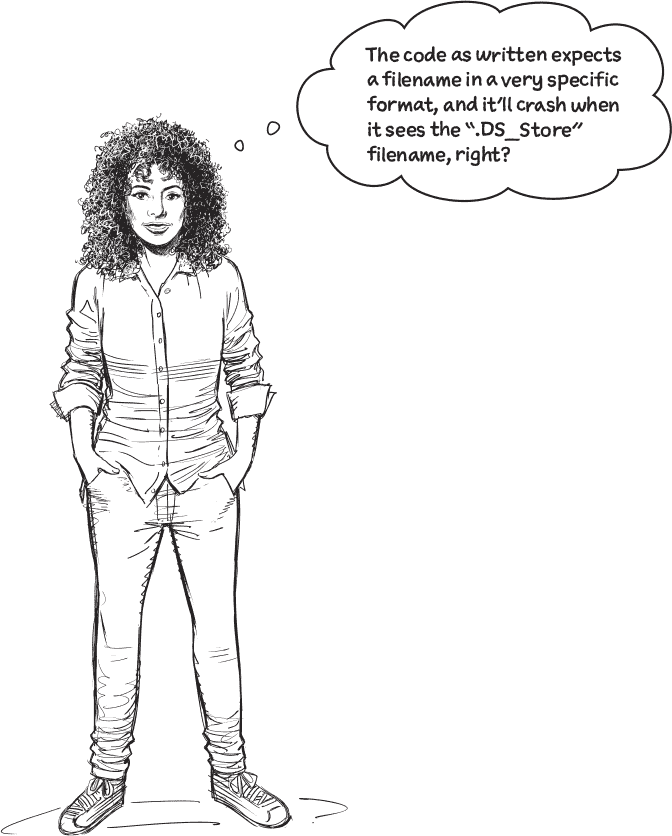 The code as written expects
a filename in a very specific
format, and it'll crash when
it sees the “.DS_Store”
filename, right?